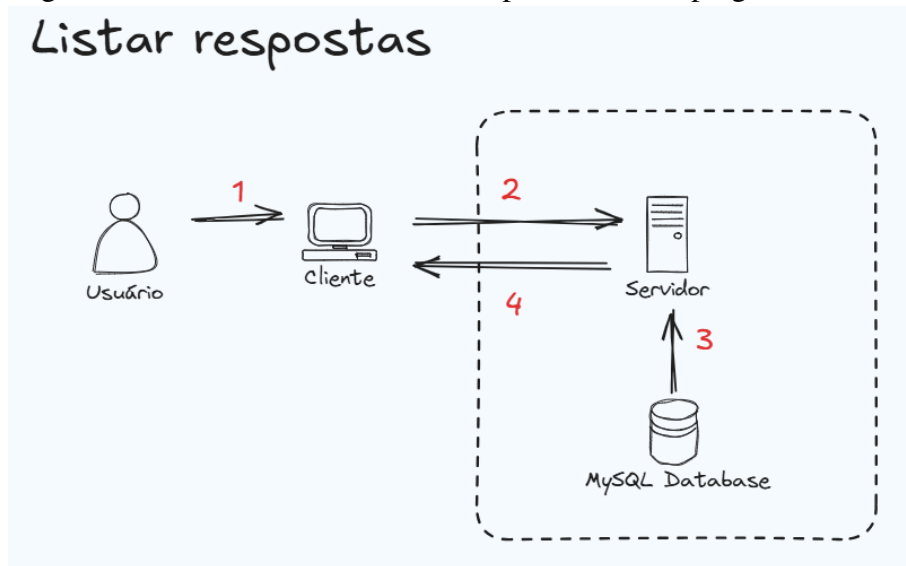 Listar respostas
1
2
Usuário
Cliente
Servidor
4
3
MySQL Database